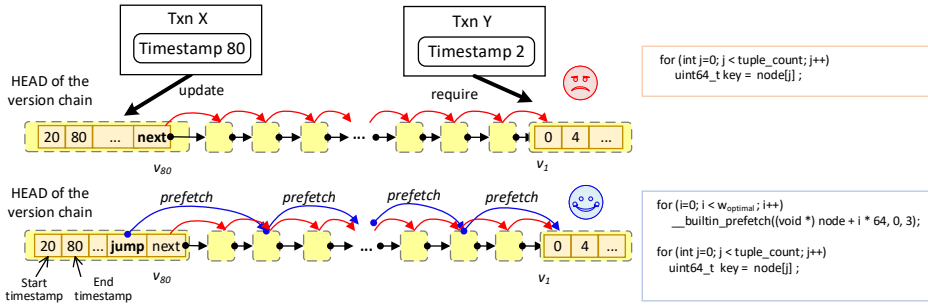 Txn X
Timestamp 80
Txn Y
Timestamp 2
HEAD of the
version chain
update
require
20 80 ... next
...
0 4 ...
v80
v1
for (int j=0; j < tuple_count; j++)
uint64_t key = node[j] ;
HEAD of the
version chain
prefetch
prefetch
prefetch
prefetch
20 80 ... jump next
...
0 4 ...
Start
timestamp
End
timestamp
v80
v1
for (i=0; i < woptimal ; i++)
__builtin_prefetch((void *) node + i * 64, 0, 3);
for (int j=0; j < tuple_count; j++)
uint64_t key = node[j] ;